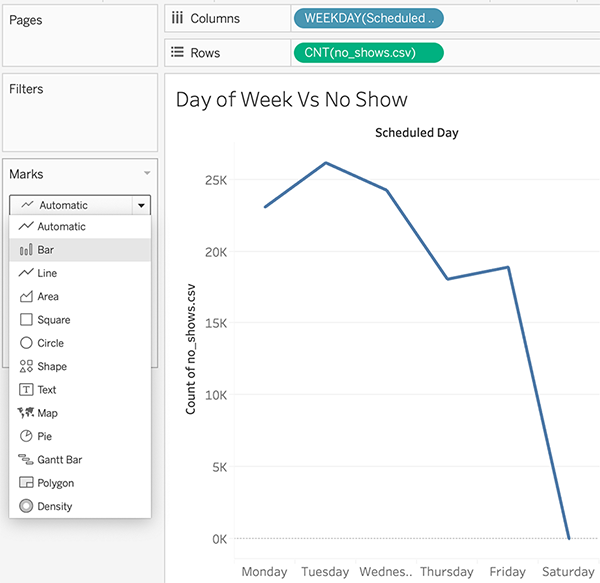 Pages
Columns
WEEKDAY(Scheduled ..
Rows
CNT(no_shows.csv)
Filters
Marks
Automatic
Automatic
Bar
Line
Area
Square
Circle
Shape
Text
Map
Pie
Gantt Bar
Polygon
Density
Day of Week Vs No Show
Scheduled Day
Count of no_shows.csv
25K
20K
15K
10K
5K
0K
Monday Tuesday Wednes.. Thursday Friday Saturday